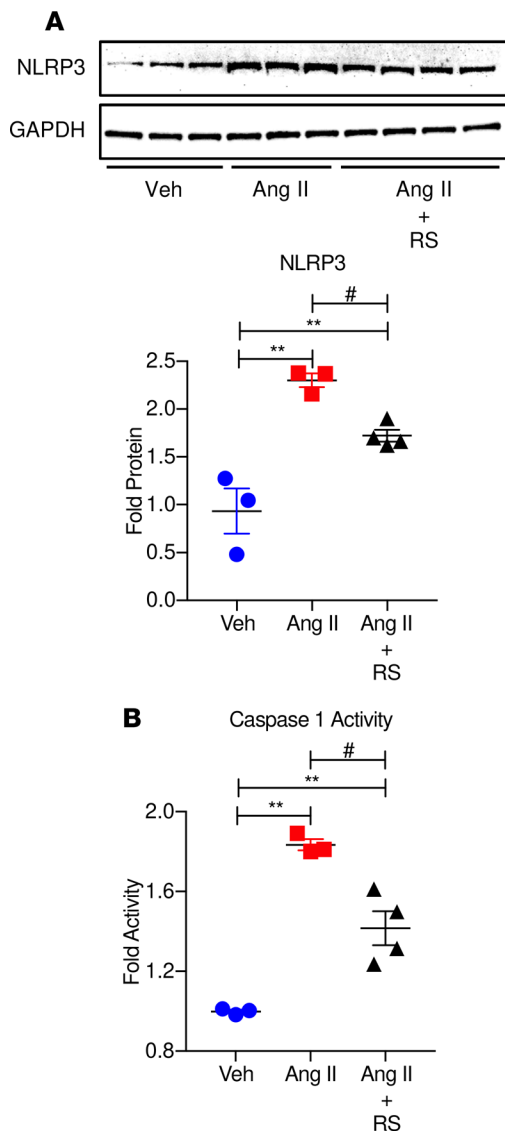 A
NLRP3
GAPDH
Veh
Ang II
Ang II
+
RS
NLRP3
#
**
**
2.5
2.0
1.5
1.0
0.5
0.0
Fold Protein
Veh
Ang II
Ang II
+
RS
B
Caspase 1 Activity
#
**
**
2.0
1.6
1.2
0.8
Fold Activity
Veh
Ang II
Ang II
+
RS